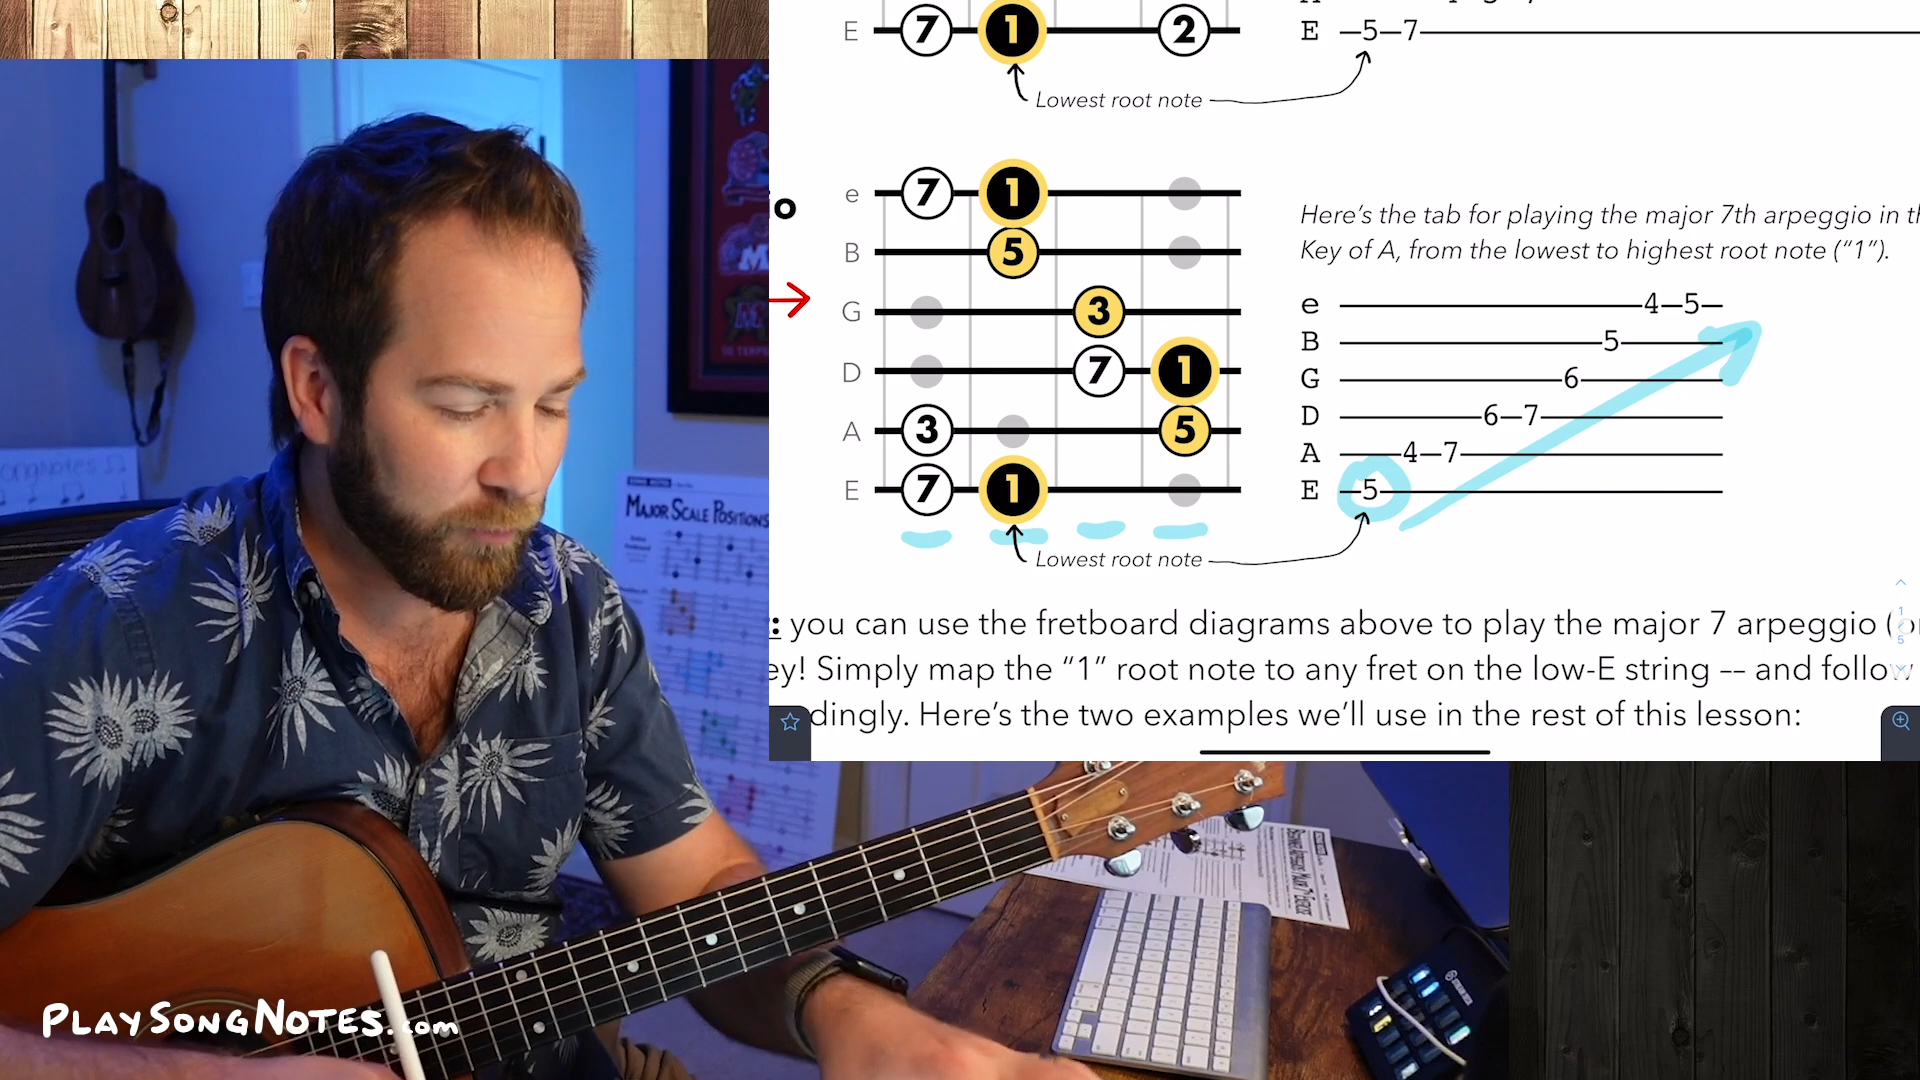 E 7 1 2
E 5 7
Lowest root note
o
e 7 1
B 5
G 3
D 7 1
A 3 5
E 7 1
Lowest root note
Here's the tab for playing the major 7th arpeggio in th
Key of A, from the lowest to highest root note ("1").
e 4 5
B 5
G 6
D 6 7
A 4 7
E 5
: you can use the fretboard diagrams above to play the major 7 arpeggio (
ey! Simply map the "1" root note to any fret on the low-E string -- and follow
dingly. Here's the two examples we'll use in the rest of this lesson:
1
5
ongNotes
Major Scale Positions
PlaySongNotes.com